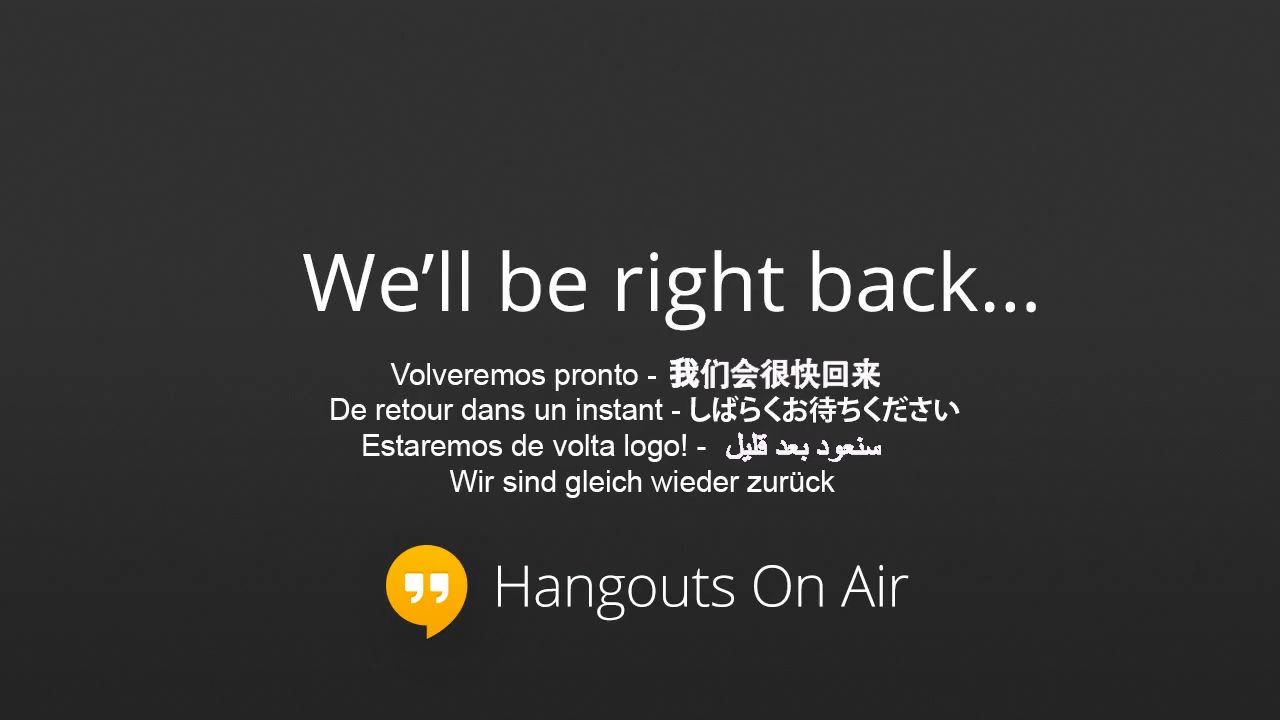 We’ll be right back...
Volveremos pronto - 我们会很快回来
De retour dans un instant - しばらくお待ちください
Estaremos de volta logo! - سنعود بعد قليل
Wir sind gleich wieder zurück
Hangouts On Air